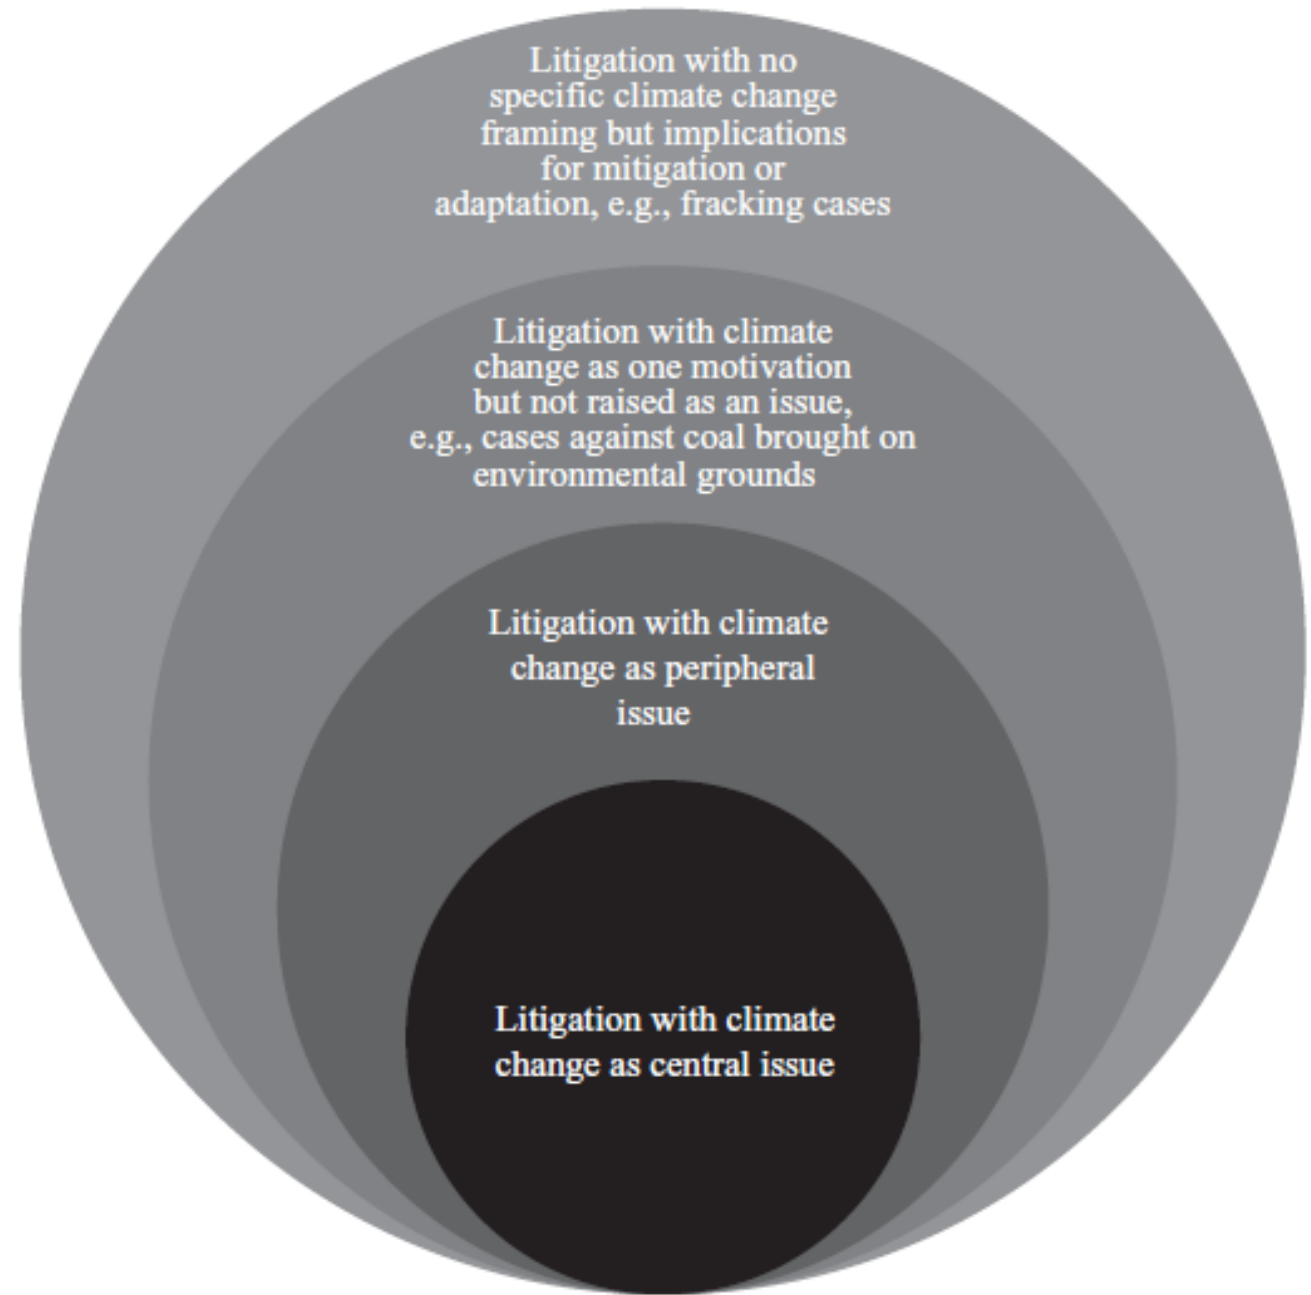 Litigation with no
specific climate change
framing but implications
for mitigation or
adaptation, e.g., fracking cases
Litigation with climate
change as one motivation
but not raised as an issue,
e.g., cases against coal brought on
environmental grounds
Litigation with climate
change as peripheral
issue
Litigation with climate
change as central issue